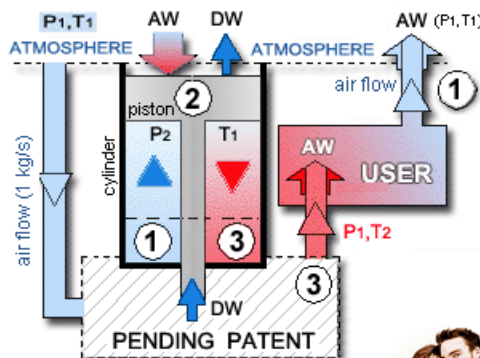 P1,T1
AW
DW
AW (P1,T1)
ATMOSPHERE
ATMOSPHERE
air flow
1
2
piston
P2
T1
cylinder
AW
USER
air flow (1 kg/s)
1
3
P1,T2
3
DW
PENDING PATENT